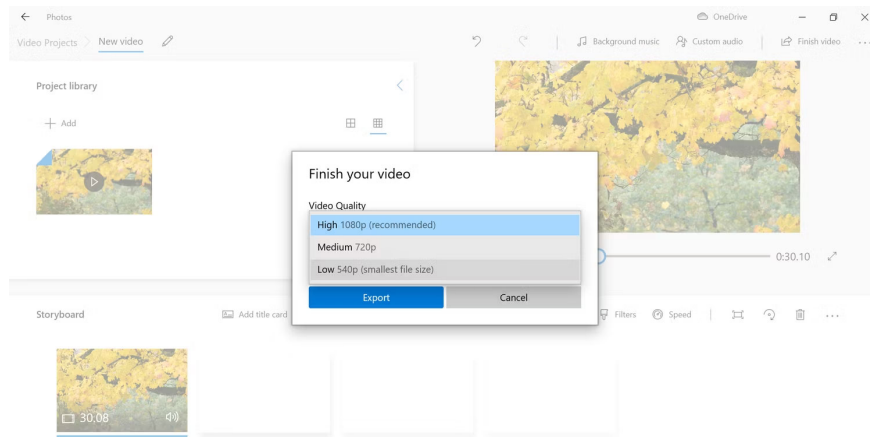 Photos
OneDrive
Video Projects > New video
Background music
Custom audio
Finish video
...
Project library
+ Add
Finish your video
Video Quality
High 1080p (recommended)
Medium 720p
Low 540p (smallest file size)
Export
Cancel
0:30.10
Storyboard
Add title card
Filters
Speed
...
30.08